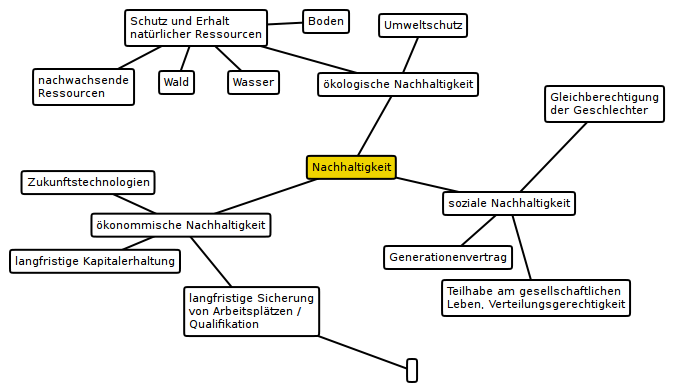 Schutz und Erhalt
natürlicher Ressourcen
Boden
Umweltschutz
nachwachsende
Ressourcen
Wald
Wasser
ökologische Nachhaltigkeit
Gleichberechtigung
der Geschlechter
Nachhaltigkeit
Zukunftstechnologien
soziale Nachhaltigkeit
ökonommische Nachhaltigkeit
langfristige Kapitalerhaltung
Generationenvertrag
langfristige Sicherung
von Arbeitsplätzen /
Qualifikation
Teilhabe am gesellschaftlichen
Leben, Verteilungsgerechtigkeit